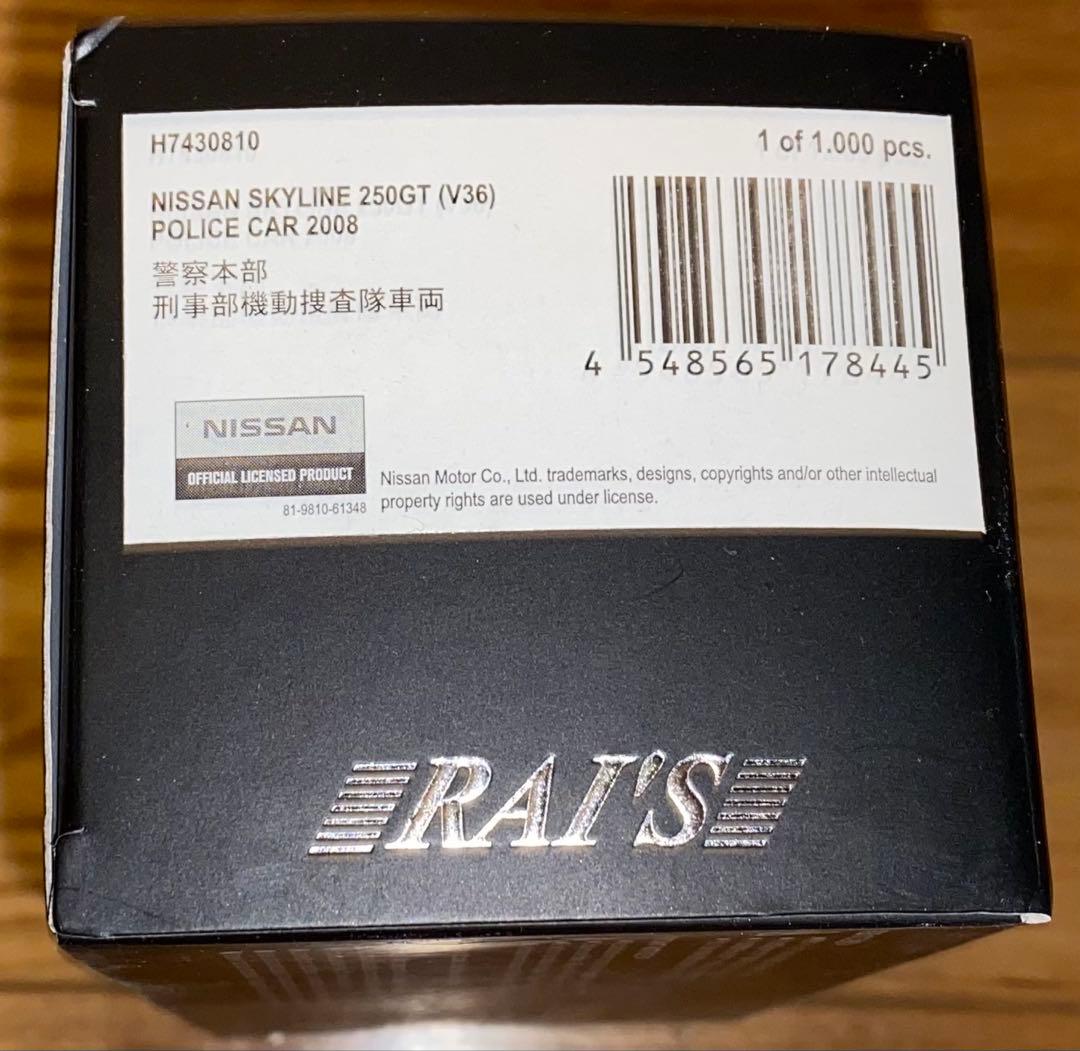 H7430810
1 of 1.000 pcs.
NISSAN SKYLINE 250GT (V36)
POLICE CAR 2008
警察本部
刑事部機動捜査隊車両
4 548565 178445
NISSAN
OFFICIAL LICENSED PRODUCT
81-9810-61348
Nissan Motor Co., Ltd. trademarks, designs, copyrights and/or other intellectual
property rights are used under license.
RAI'S